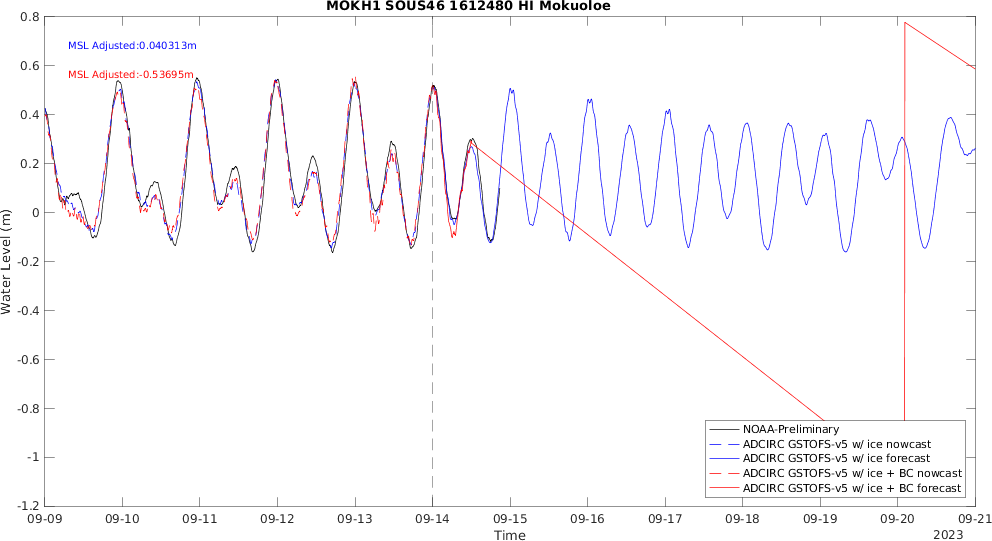 MOKH1 SOUS46 1612480 HI Mokuoloe
MSL Adjusted:0.040313m
MSL Adjusted:-0.53695m
Water Level (m)
0.8
0.6
0.4
0.2
0
-0.2
-0.4
-0.6
-0.8
-1
-1.2
NOAA-Preliminary
ADCIRC GSTOFS-v5 w/ ice nowcast
ADCIRC GSTOFS-v5 w/ ice forecast
ADCIRC GSTOFS-v5 w/ ice + BC nowcast
ADCIRC GSTOFS-v5 w/ ice + BC forecast
09-09 09-10 09-11 09-12 09-13 09-14 09-15 09-16 09-17 09-18 09-19 09-20 09-21
Time
2023